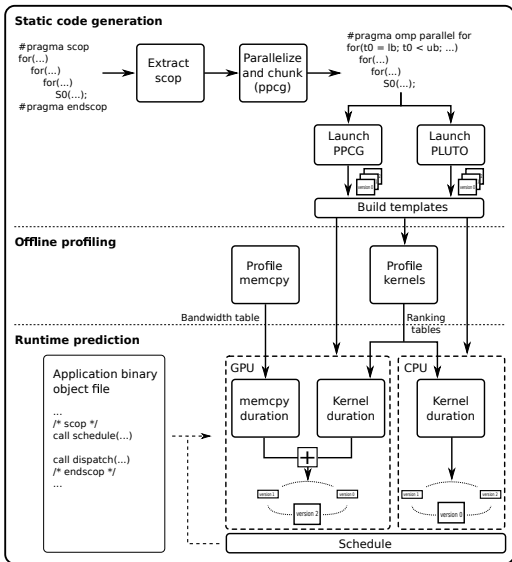 Static code generation
#pragma scop
for(...)
for(...)
for(...)
S0(...);
#pragma endscop
Extract
scop
Parallelize
and chunk
(ppcg)
#pragma omp parallel for
for(t0 = lb; t0 < ub; ...)
for(...)
for(...)
S0(...);
Launch
PPCG
Launch
PLUTO
version 0
version 0
Build templates
Offline profiling
Profile
memcpy
Profile
kernels
Bandwidth table
Ranking
tables
Runtime prediction
Application binary
object file
...
/* scop */
call schedule(...)
call dispatch(...)
/* endscop */
...
GPU
memcpy
duration
Kernel
duration
+
version 1
version 0
version 2
CPU
Kernel
duration
version 1
version 2
version 0
Schedule